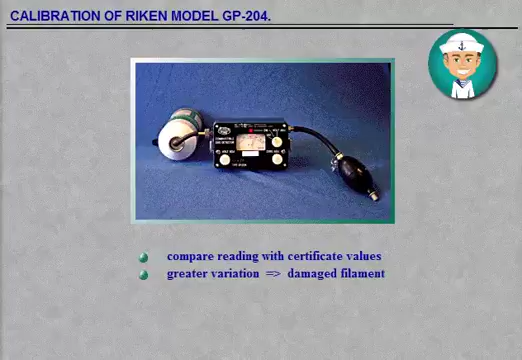 CALIBRATION OF RIKEN MODEL GP-204.
compare reading with certificate values
greater variation => damaged filament